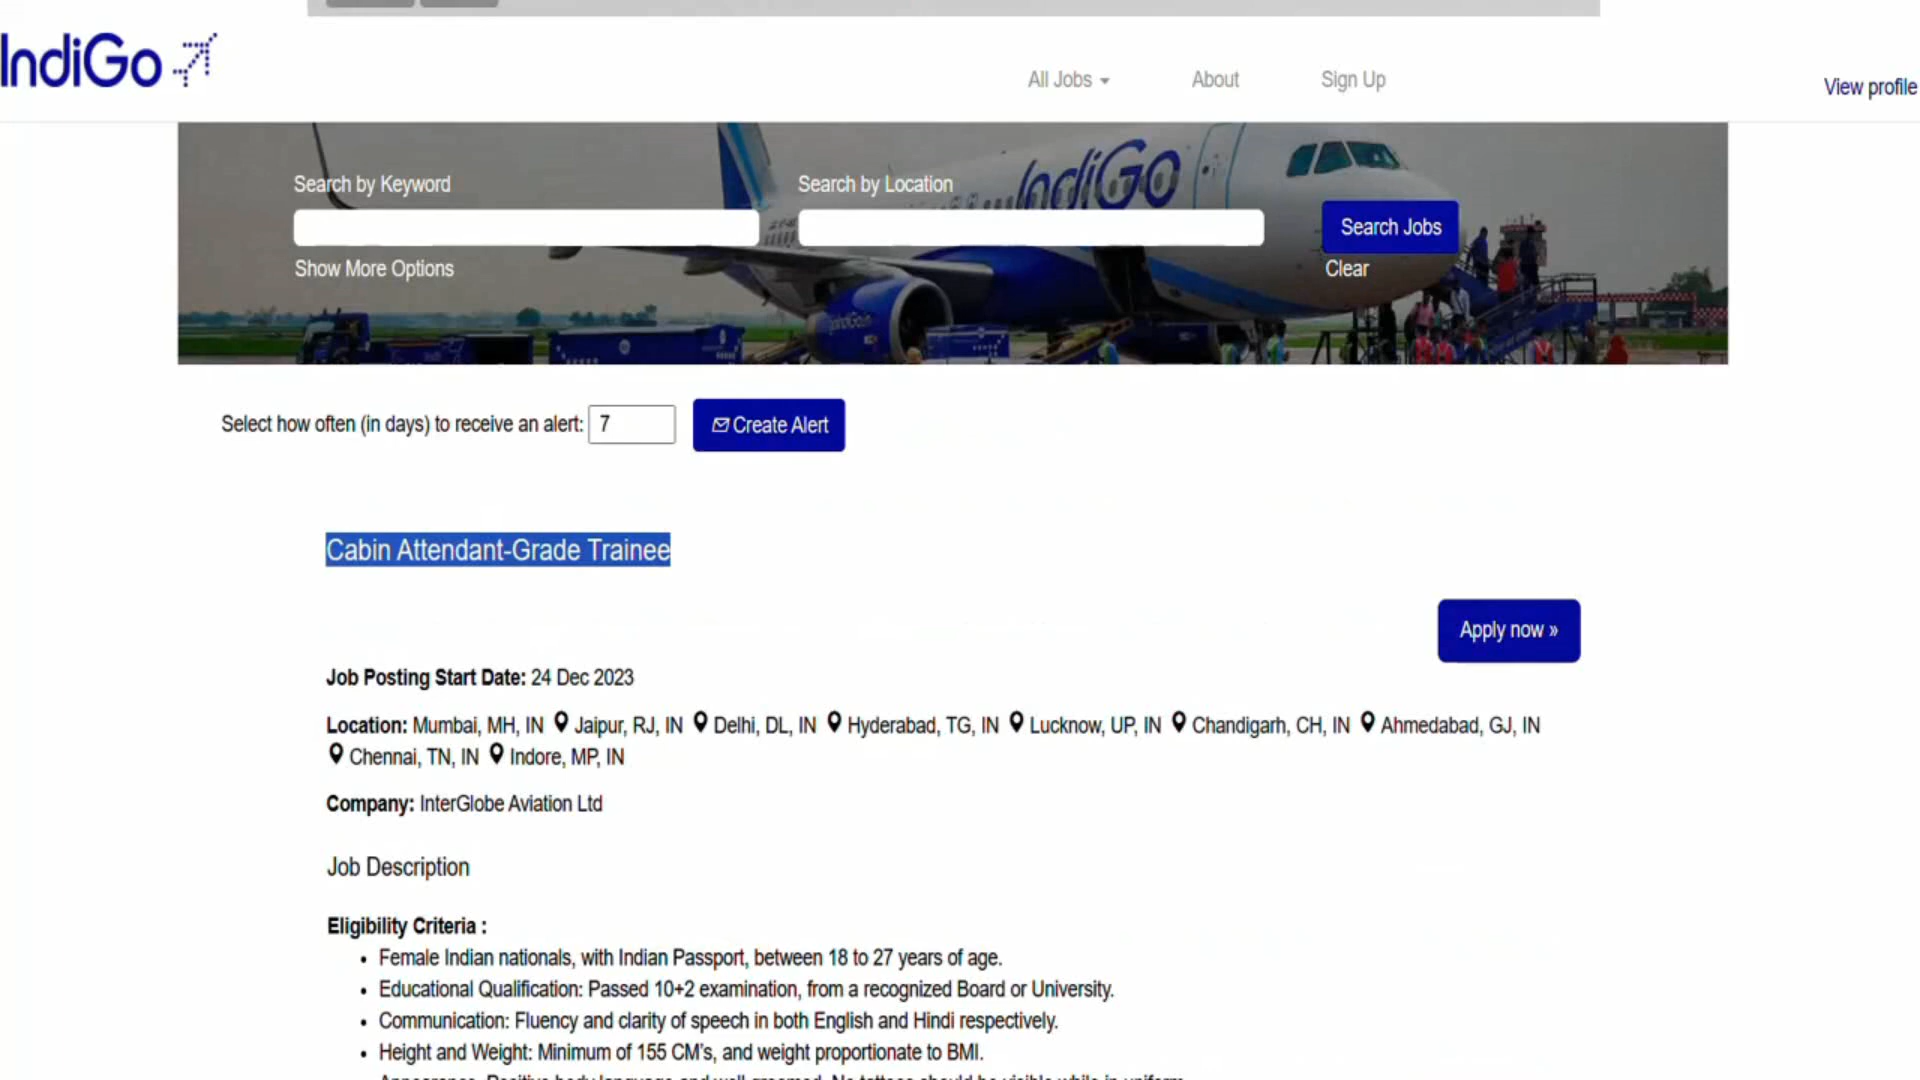 IndiGo
All Jobs
About
Sign Up
View profile
Search by Keyword
Search by Location
IndiGo
Search Jobs
Show More Options
Clear
Select how often (in days) to receive an alert: 7
Create Alert
Cabin Attendant-Grade Trainee
Apply now »
Job Posting Start Date: 24 Dec 2023
Location: Mumbai, MH, IN Jaipur, RJ, IN Delhi, DL, IN Hyderabad, TG, IN Lucknow, UP, IN Chandigarh, CH, IN Ahmedabad, GJ, IN
Chennai, TN, IN Indore, MP, IN
Company: InterGlobe Aviation Ltd
Job Description
Eligibility Criteria :
• Female Indian nationals, with Indian Passport, between 18 to 27 years of age.
• Educational Qualification: Passed 10+2 examination, from a recognized Board or University.
• Communication: Fluency and clarity of speech in both English and Hindi respectively.
• Height and Weight: Minimum of 155 CM's, and weight proportionate to BMI.